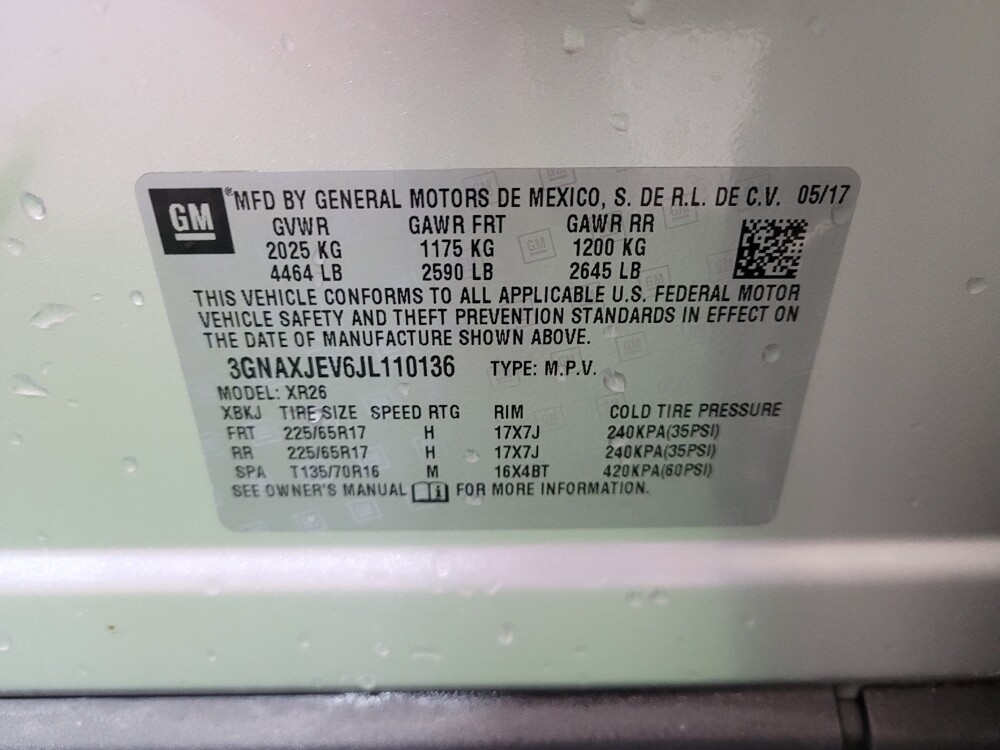 GM
®MFD BY GENERAL MOTORS DE MEXICO, S. DE R.L. DE C.V. 05/17
GVWR GAWR FRT GAWR RR
2025 KG 1175 KG 1200 KG
4464 LB 2590 LB 2645 LB
THIS VEHICLE CONFORMS TO ALL APPLICABLE U.S. FEDERAL MOTOR
VEHICLE SAFETY AND THEFT PREVENTION STANDARDS IN EFFECT ON
THE DATE OF MANUFACTURE SHOWN ABOVE.
3GNAXJEV6JL110136 TYPE: M.P.V.
MODEL: XR26
XBKJ TIRE SIZE SPEED RTG RIM COLD TIRE PRESSURE
FRT 225/65R17 H 17X7J 240KPA(35PSI)
RR 225/65R17 H 17X7J 240KPA(35PSI)
SPA T135/70R16 M 16X4BT 420KPA(60PSI)
SEE OWNER'S MANUAL i FOR MORE INFORMATION.